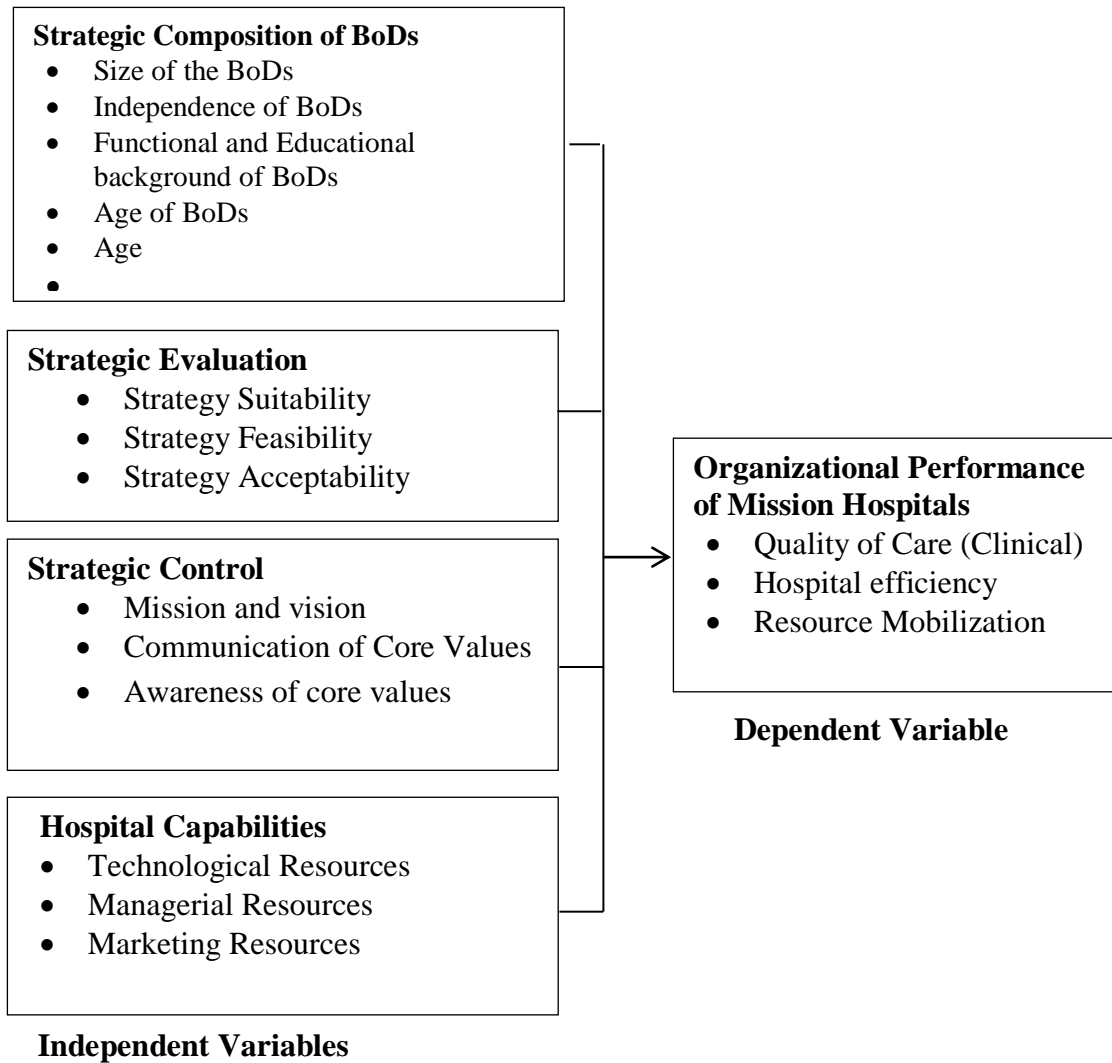 Strategic Composition of BoDs
• Size of the BoDs
• Independence of BoDs
• Functional and Educational
background of BoDs
• Age of BoDs
• Age
•
Strategic Evaluation
• Strategy Suitability
• Strategy Feasibility
• Strategy Acceptability
Strategic Control
• Mission and vision
• Communication of Core Values
• Awareness of core values
Hospital Capabilities
• Technological Resources
• Managerial Resources
• Marketing Resources
Independent Variables
Organizational Performance
of Mission Hospitals
• Quality of Care (Clinical)
• Hospital efficiency
• Resource Mobilization
Dependent Variable